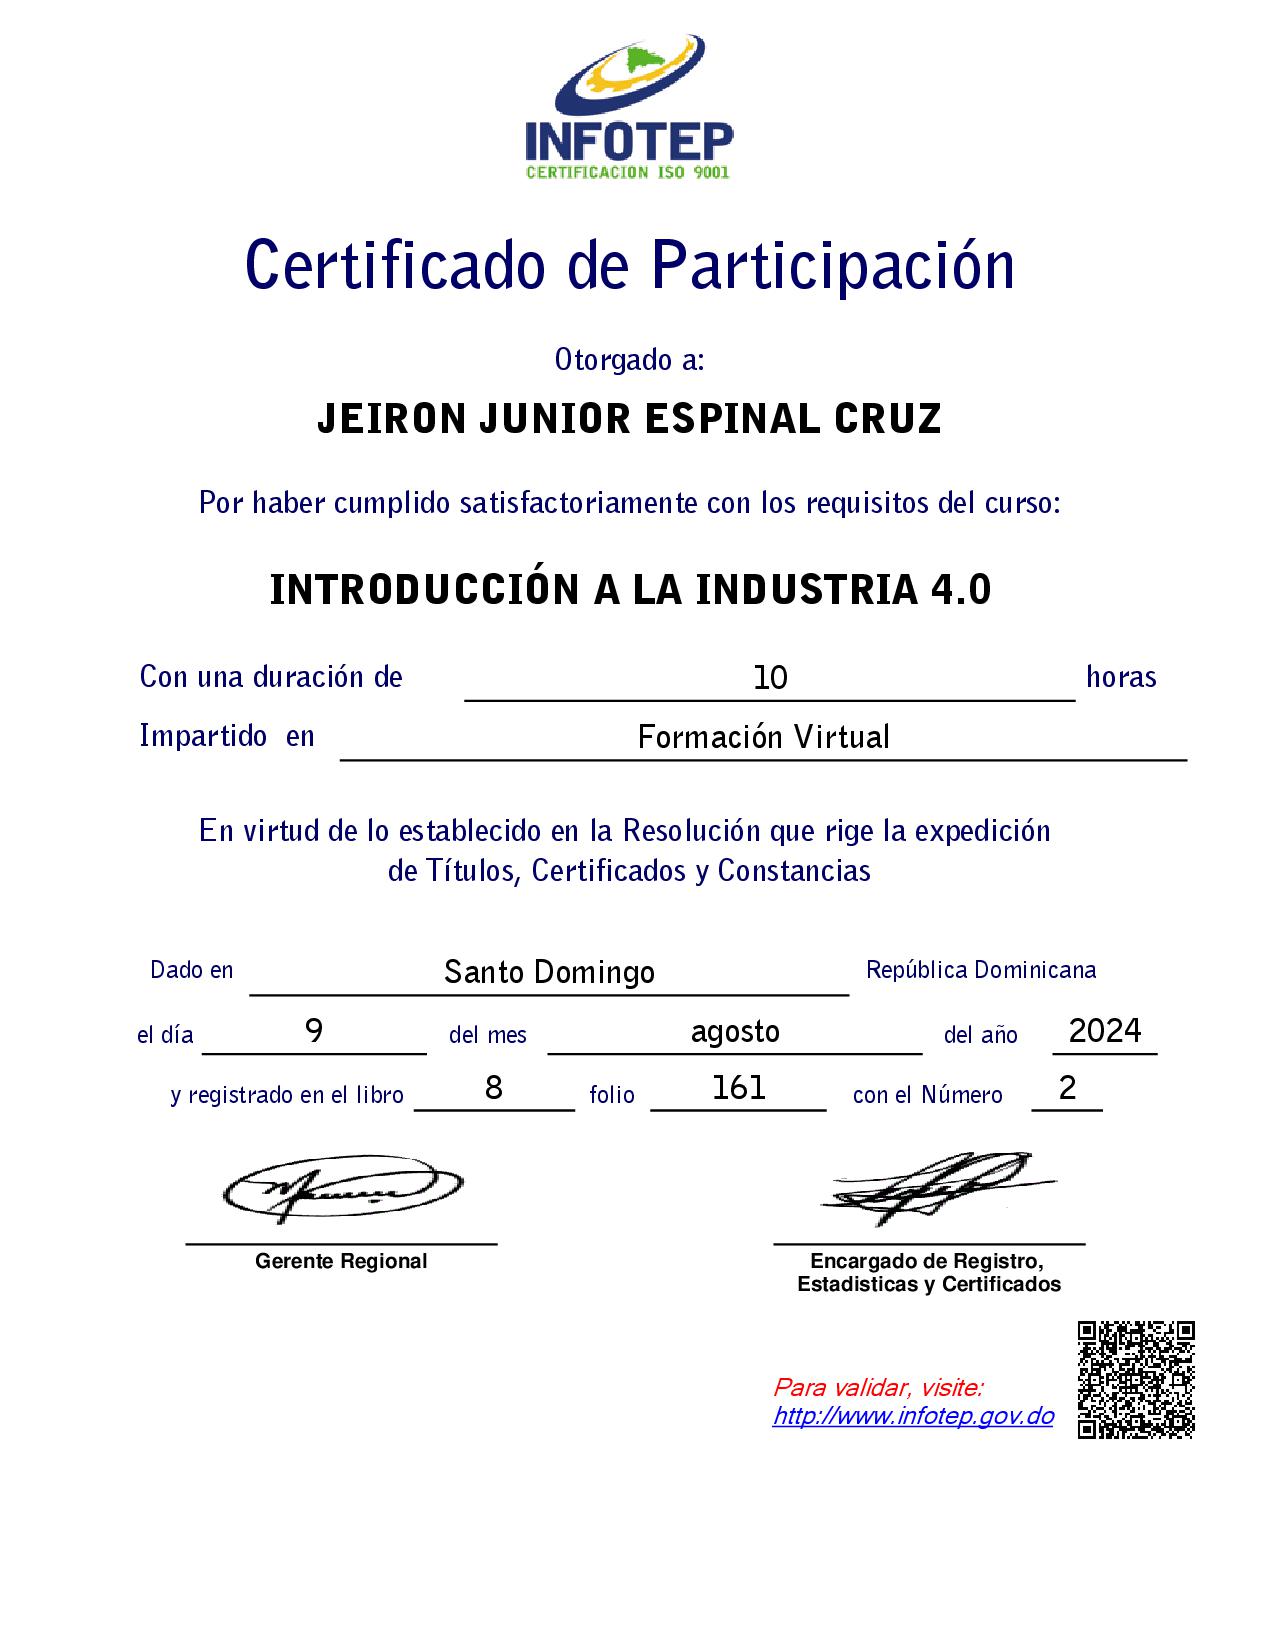 INFOTEP
CERTIFICACION ISO 9001
Certificado de Participación
Otorgado a:
JEIRON JUNIOR ESPINAL CRUZ
Por haber cumplido satisfactoriamente con los requisitos del curso:
INTRODUCCIÓN A LA INDUSTRIA 4.0
Con una duración de 10 horas
Impartido en Formación Virtual
En virtud de lo establecido en la Resolución que rige la expedición
de Títulos, Certificados y Constancias
Dado en Santo Domingo República Dominicana
el día 9 del mes agosto del año 2024
y registrado en el libro 8 folio 161 con el Número 2
Gerente Regional
Encargado de Registro,
Estadisticas y Certificados
Para validar, visite:
http://www.infotep.gov.do